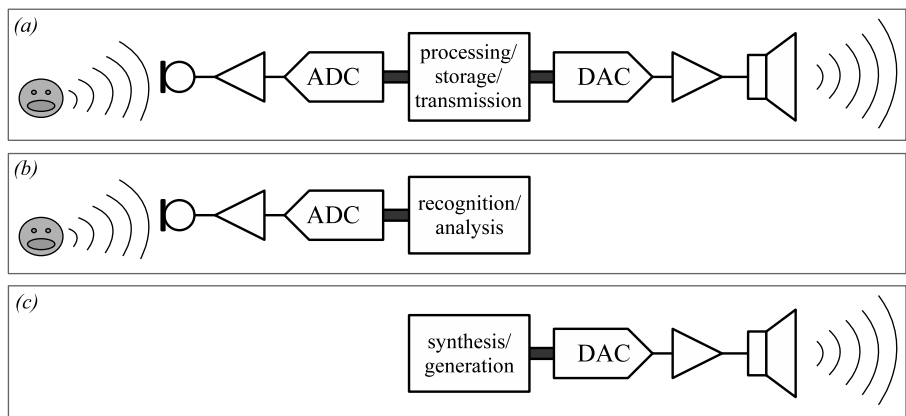 (a)
ADC
processing/
storage/
transmission
DAC
(b)
ADC
recognition/
analysis
(c)
synthesis/
generation
DAC